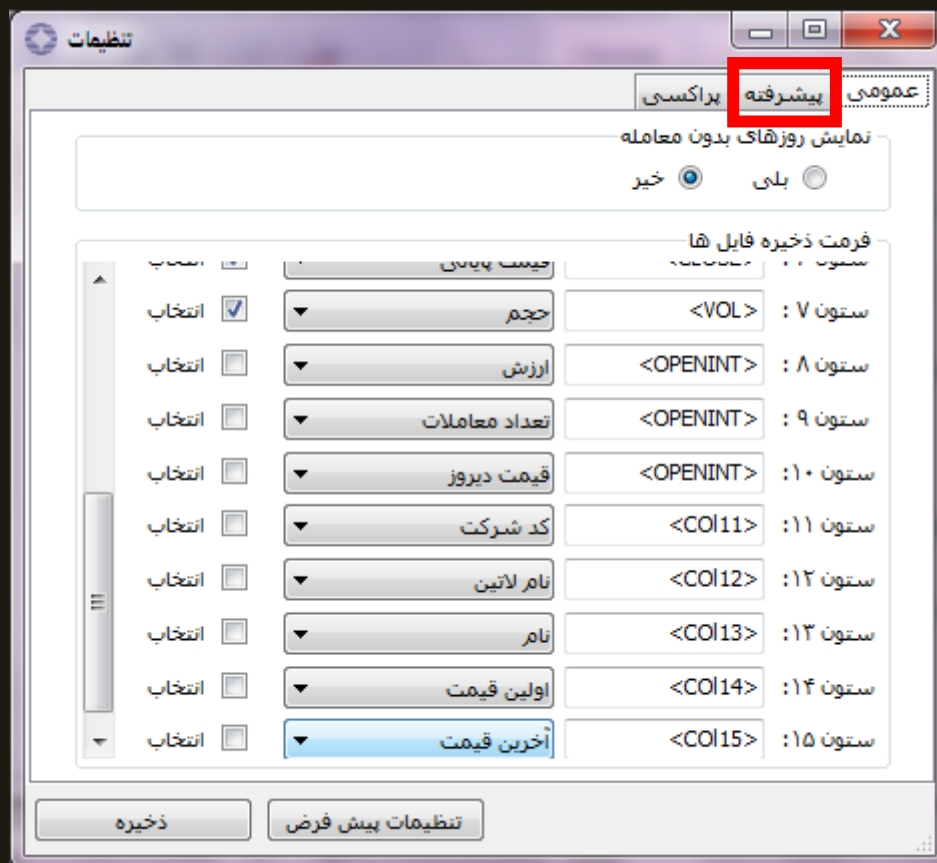 تنظیمات
عمومی پیشرفته پراکسی
نمایش روزهای بدون معامله
بلی خیر
فرمت ذخیره فایل ها
ستون ۷ : <VOL> حجم انتخاب
ستون ۸ : <OPENINT> ارزش انتخاب
ستون ۹ : <OPENINT> تعداد معاملات انتخاب
ستون ۱۰: <OPENINT> قیمت دیروز انتخاب
ستون ۱۱: <COl11> کد شرکت انتخاب
ستون ۱۲: <COl12> نام لاتین انتخاب
ستون ۱۳: <COl13> نام انتخاب
ستون ۱۴: <COl14> اولین قیمت انتخاب
ستون ۱۵: <COl15> آخرین قیمت انتخاب
تنظیمات پیش فرض ذخیره